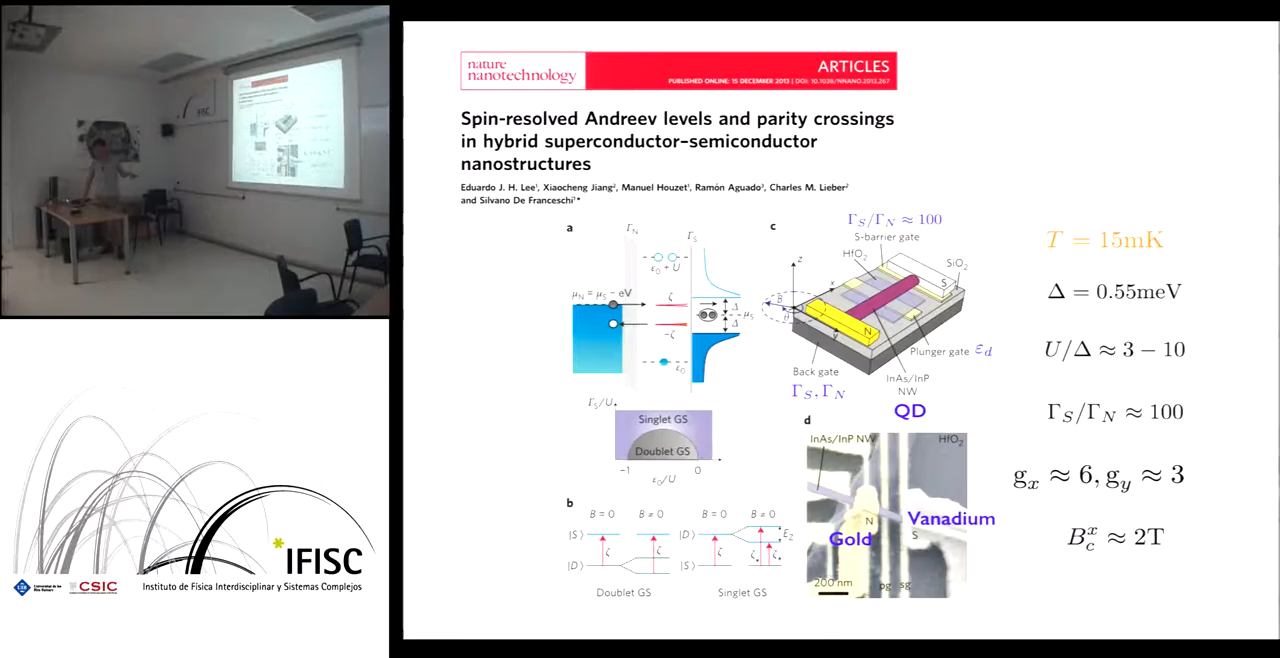 nature
nanotechnology
ARTICLES
PUBLISHED ONLINE: 15 DECEMBER 2013 | DOI: 10.1038/NNANO.2013.267
Spin-resolved Andreev levels and parity crossings
in hybrid superconductor–semiconductor
nanostructures
Eduardo J. H. Lee¹, Xiaocheng Jiang², Manuel Houzet¹, Ramón Aguado³, Charles M. Lieber²
and Silvano De Franceschi¹*
a
Γ_N
Γ_S
ε₀ + U
μ_N = μ_S − eV
ζ
−ζ
Δ
μ_S
Δ
ε₀
Γ_S/U
Singlet GS
Doublet GS
−1
0
ε₀/U
b
B = 0
B ≠ 0
B = 0
B ≠ 0
|S⟩
ζ
ζ
|D⟩
|D⟩
ζ
E_Z
|S⟩
Doublet GS
Singlet GS
c
Γ_S/Γ_N ≈ 100
S-barrier gate
HfO₂
SiO₂
z
x
y
B
θ
S
N
Plunger gate ε_d
Back gate
Γ_S, Γ_N
InAs/InP
NW
QD
d
InAs/InP NW
HfO₂
N
Gold
Vanadium
S
200 nm
pg
sg
T = 15mK
Δ = 0.55meV
U/Δ ≈ 3 − 10
Γ_S/Γ_N ≈ 100
g_x ≈ 6, g_y ≈ 3
B_c^x ≈ 2T
IFISC
CSIC
Instituto de Física Interdisciplinar y Sistemas Complejos